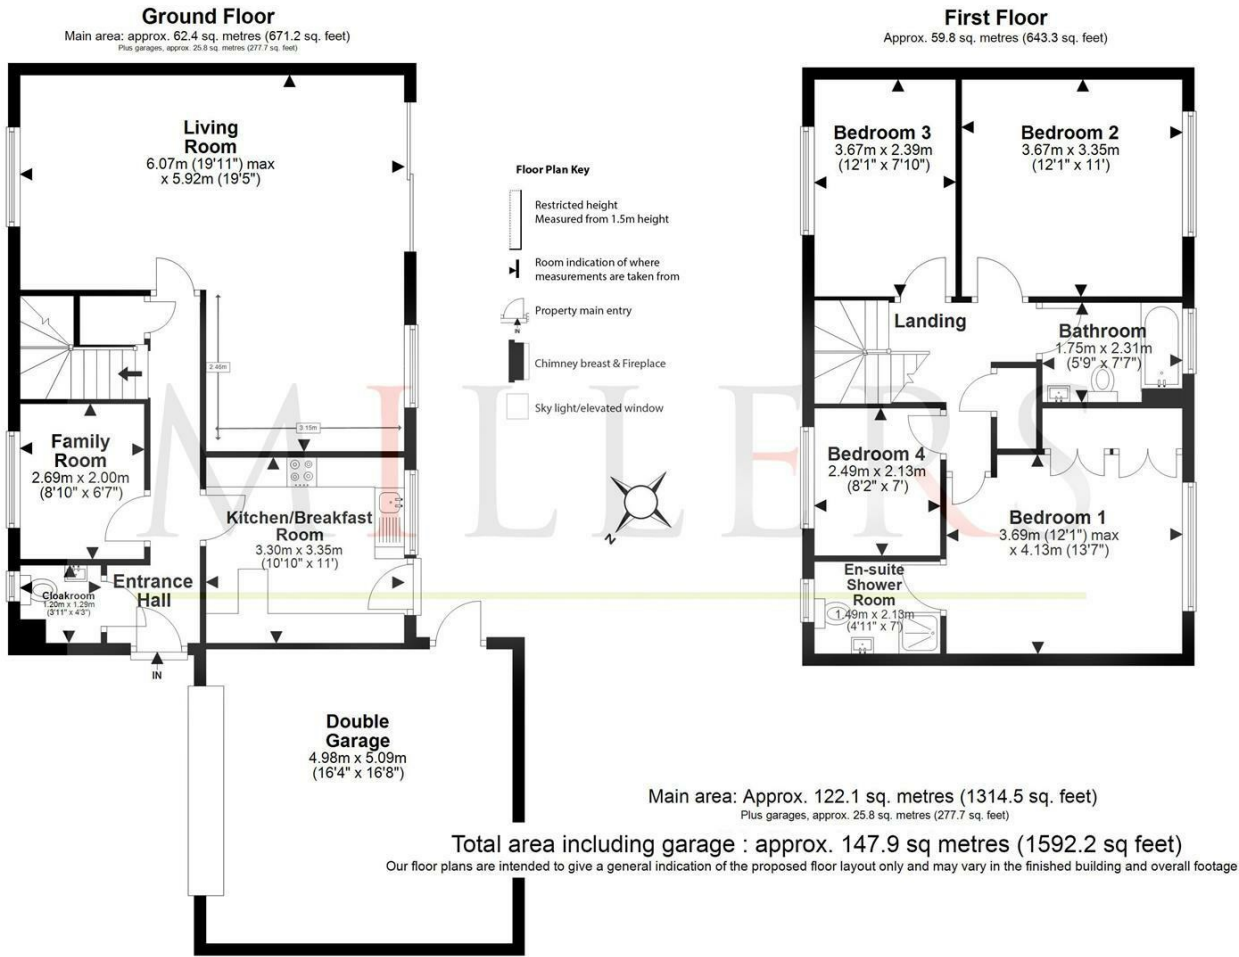 Ground Floor
Main area: approx. 62.4 sq. metres (671.2 sq. feet)
Plus garages, approx. 25.8 sq. metres (277.7 sq. feet)
Living
Room
6.07m (19'11") max
x 5.92m (19'5")
2.46m
3.15m
Family
Room
2.69m x 2.00m
(8'10" x 6'7")
Kitchen/Breakfast
Room
3.30m x 3.35m
(10'10" x 11')
Cloakroom
1.20m x 1.29m
(3'11" x 4'3")
Entrance
Hall
IN
Double
Garage
4.98m x 5.09m
(16'4" x 16'8")
Floor Plan Key
Restricted height
Measured from 1.5m height
Room indication of where
measurements are taken from
Property main entry
IN
Chimney breast & Fireplace
Sky light/elevated window
N
MILLERS
First Floor
Approx. 59.8 sq. metres (643.3 sq. feet)
Bedroom 3
3.67m x 2.39m
(12'1" x 7'10")
Bedroom 2
3.67m x 3.35m
(12'1" x 11')
Landing
Bathroom
1.75m x 2.31m
(5'9" x 7'7")
Bedroom 4
2.49m x 2.13m
(8'2" x 7')
Bedroom 1
3.69m (12'1") max
x 4.13m (13'7")
En-suite
Shower
Room
1.49m x 2.13m
(4'11" x 7')
Main area: Approx. 122.1 sq. metres (1314.5 sq. feet)
Plus garages, approx. 25.8 sq. metres (277.7 sq. feet)
Total area including garage : approx. 147.9 sq metres (1592.2 sq feet)
Our floor plans are intended to give a general indication of the proposed floor layout only and may vary in the finished building and overall footage